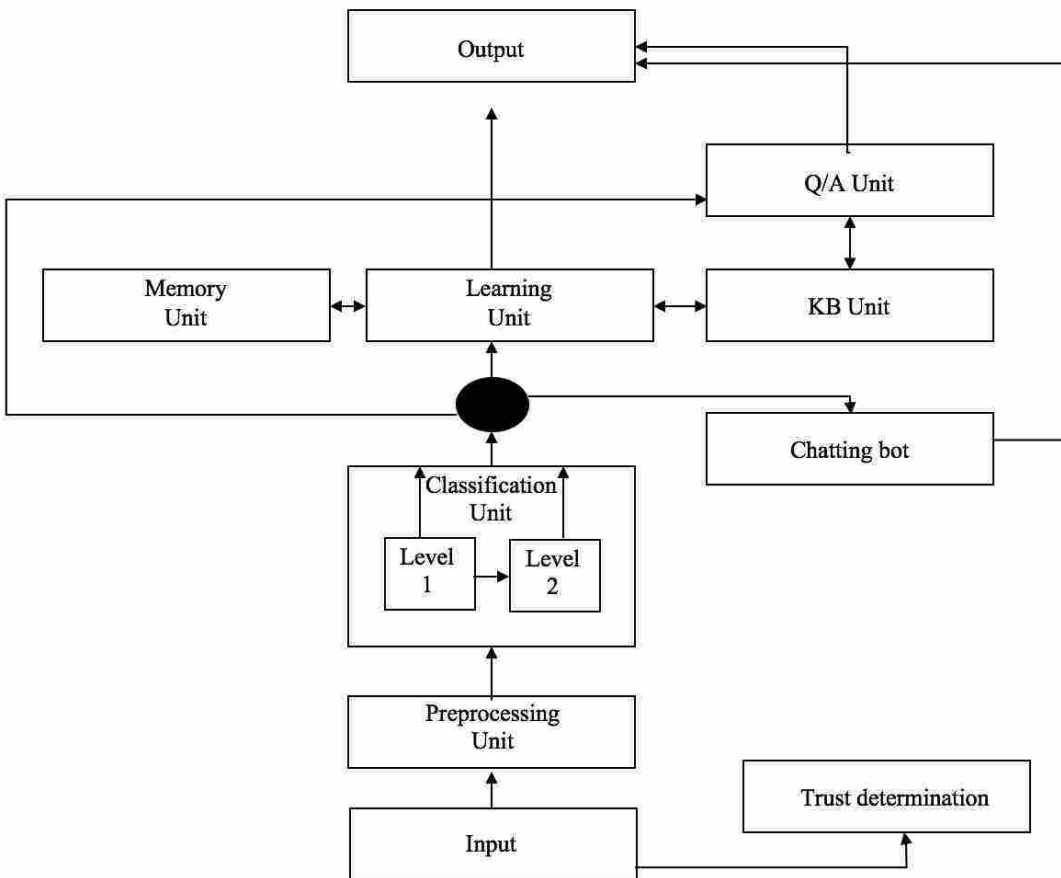 Output
Q/A Unit
Memory
Unit
Learning
Unit
KB Unit
Chatting bot
Classification
Unit
Level
1
Level
2
Preprocessing
Unit
Trust determination
Input